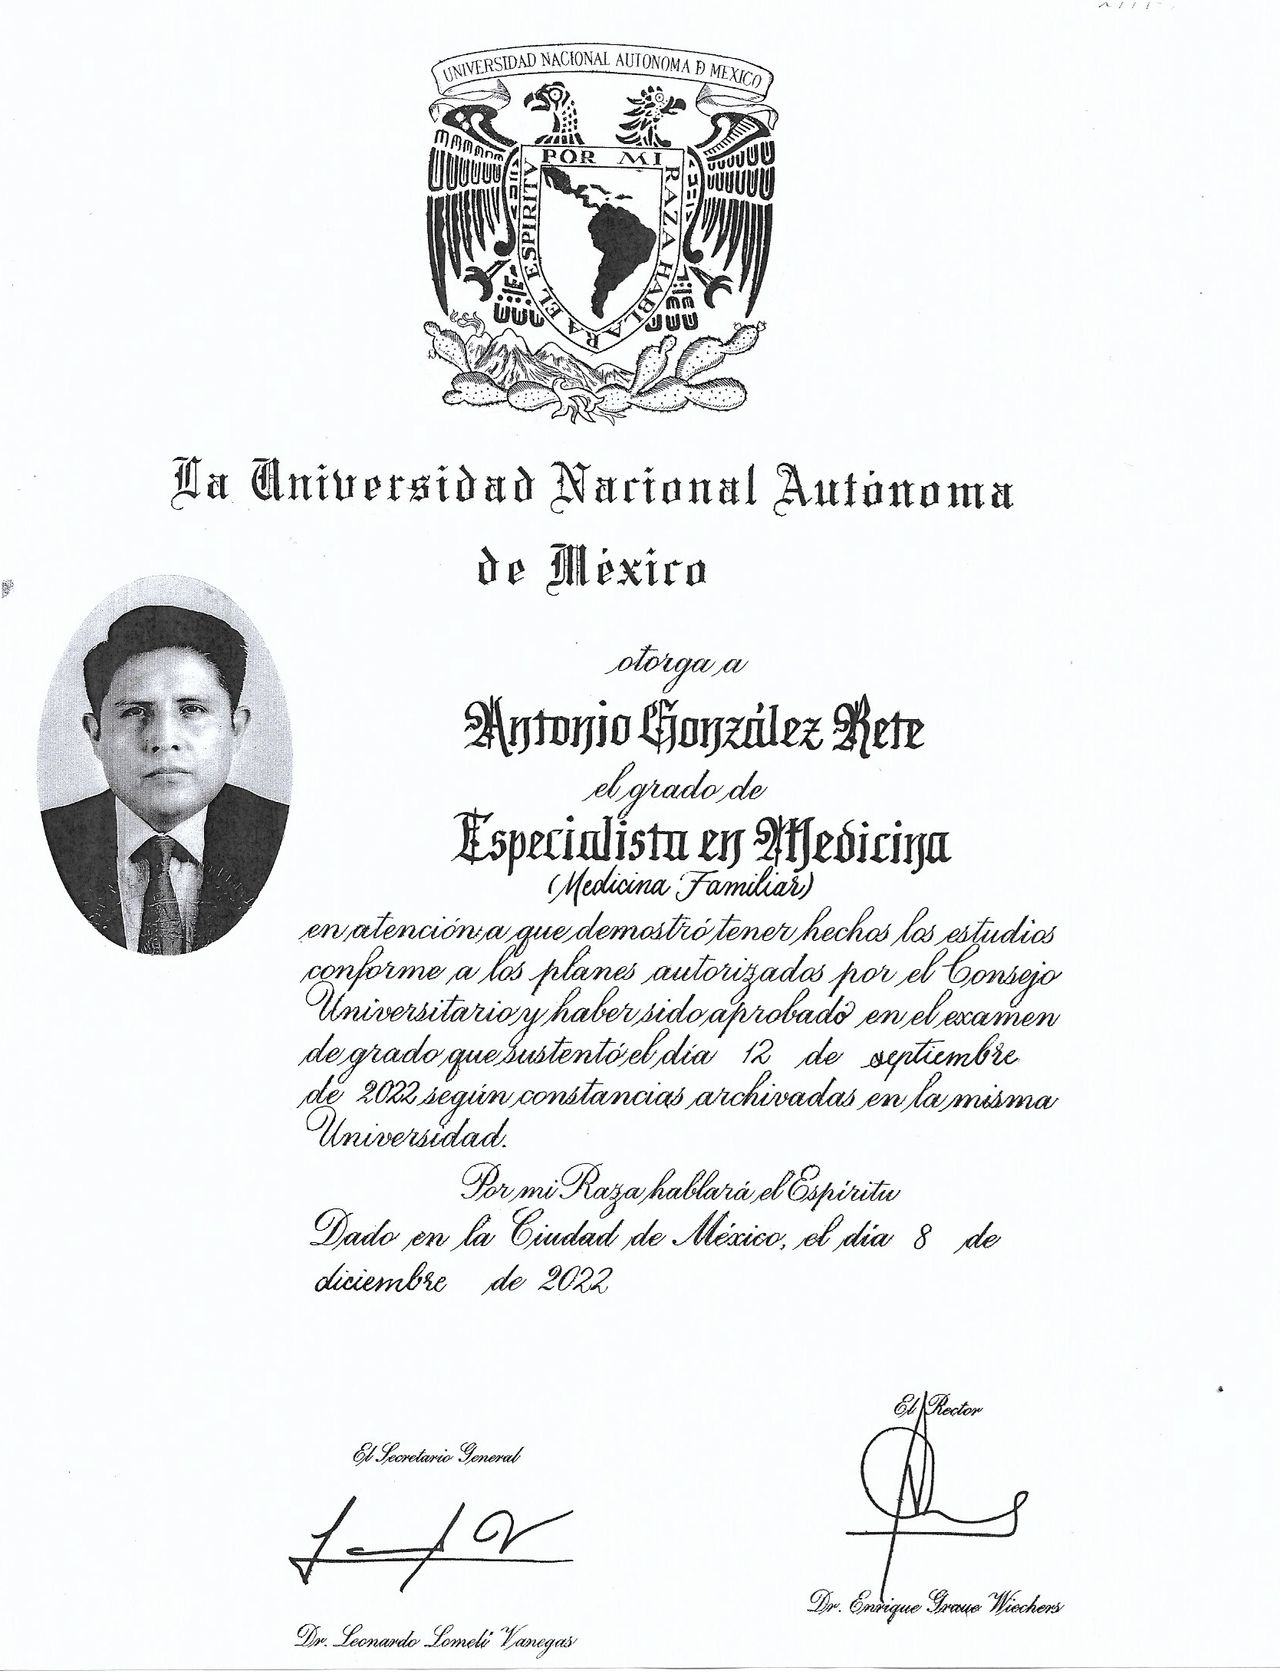 UNIVERSIDAD NACIONAL AUTONOMA D MEXICO
POR MI RAZA HABLARA EL ESPIRITV
La Universidad Nacional Autónoma
de México
otorga a
Antonio González Rete
el grado de
Especialista en Medicina
(Medicina Familiar)
en atención a que demostró tener hechos los estudios
conforme a los planes autorizados por el Consejo
Universitario y haber sido aprobado en el examen
de grado que sustentó el día 12 de septiembre
de 2022 según constancias archivadas en la misma
Universidad.
Por mi Raza hablará el Espíritu
Dado en la Ciudad de México, el día 8 de
diciembre de 2022
El Rector
El Secretario General
Dr. Enrique Graue Wiechers
Dr. Leonardo Lomelí Vanegas